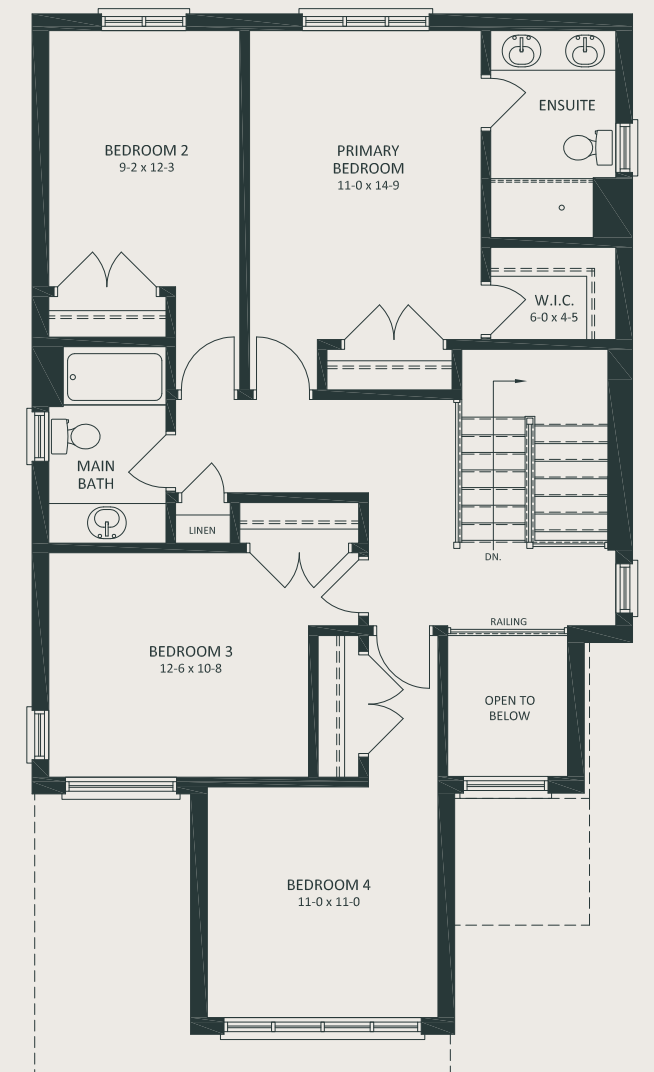 ENSUITE
BEDROOM 2
9-2 x 12-3
PRIMARY
BEDROOM
11-0 x 14-9
W.I.C.
6-0 x 4-5
MAIN
BATH
LINEN
DN.
RAILING
BEDROOM 3
12-6 x 10-8
OPEN TO
BELOW
BEDROOM 4
11-0 x 11-0